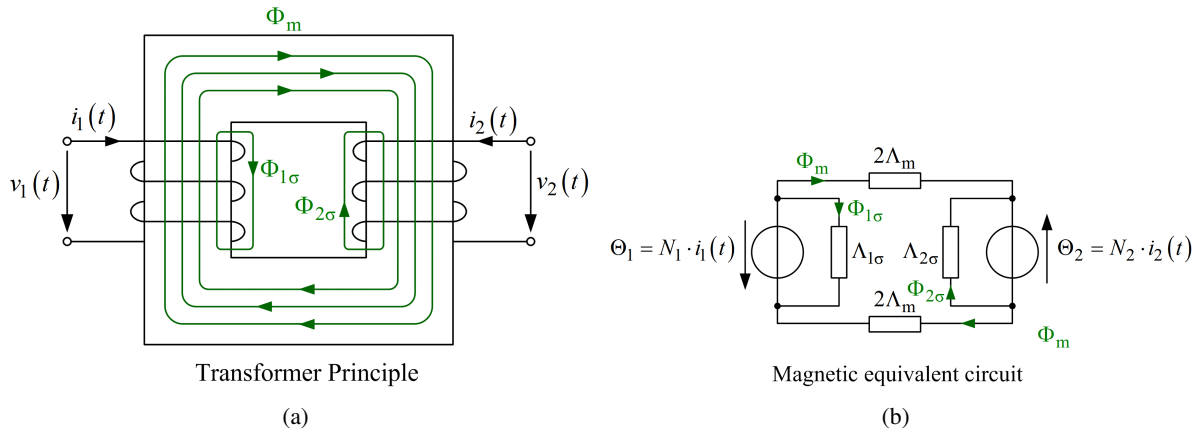 Φm
i1(t)
i2(t)
v1(t)
Φ1σ
Φ2σ
v2(t)
Transformer Principle
(a)
Φm
2Λm
Φ1σ
Θ1 = N1 · i1(t)
Λ1σ
Λ2σ
Θ2 = N2 · i2(t)
Φ2σ
2Λm
Φm
Magnetic equivalent circuit
(b)